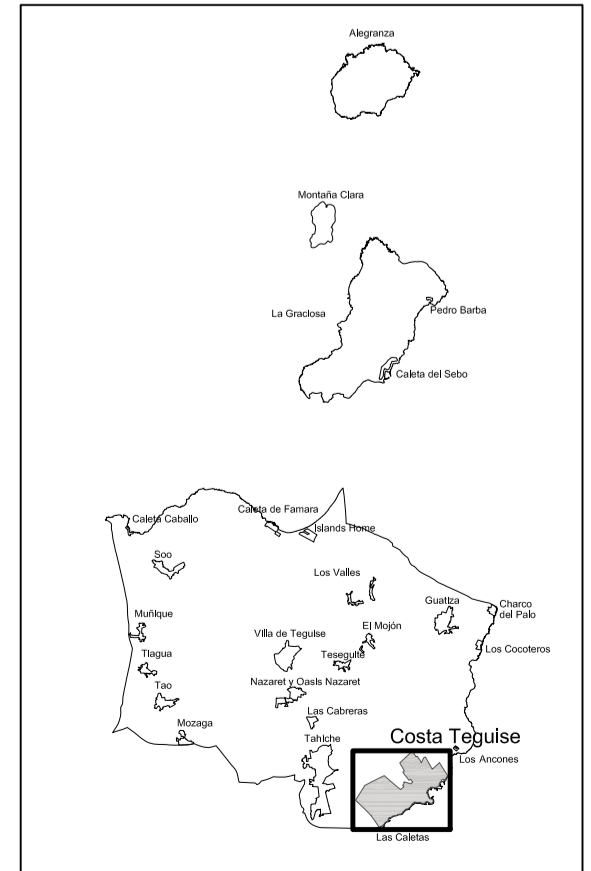 Alegranza
Montaña Clara
La Graciosa
Pedro Barba
Caleta del Sebo
Caleta Caballo
Caleta de Famara
Islands Home
Soo
Los Valles
Guatiza
Charco
del Palo
Muñique
Villa de Teguise
El Mojón
Los Cocoteros
Tiagua
Teseguite
Tao
Nazaret y Oasis Nazaret
Las Cabreras
Mozaga
Tahiche
Costa Teguise
Los Ancones
Las Caletas